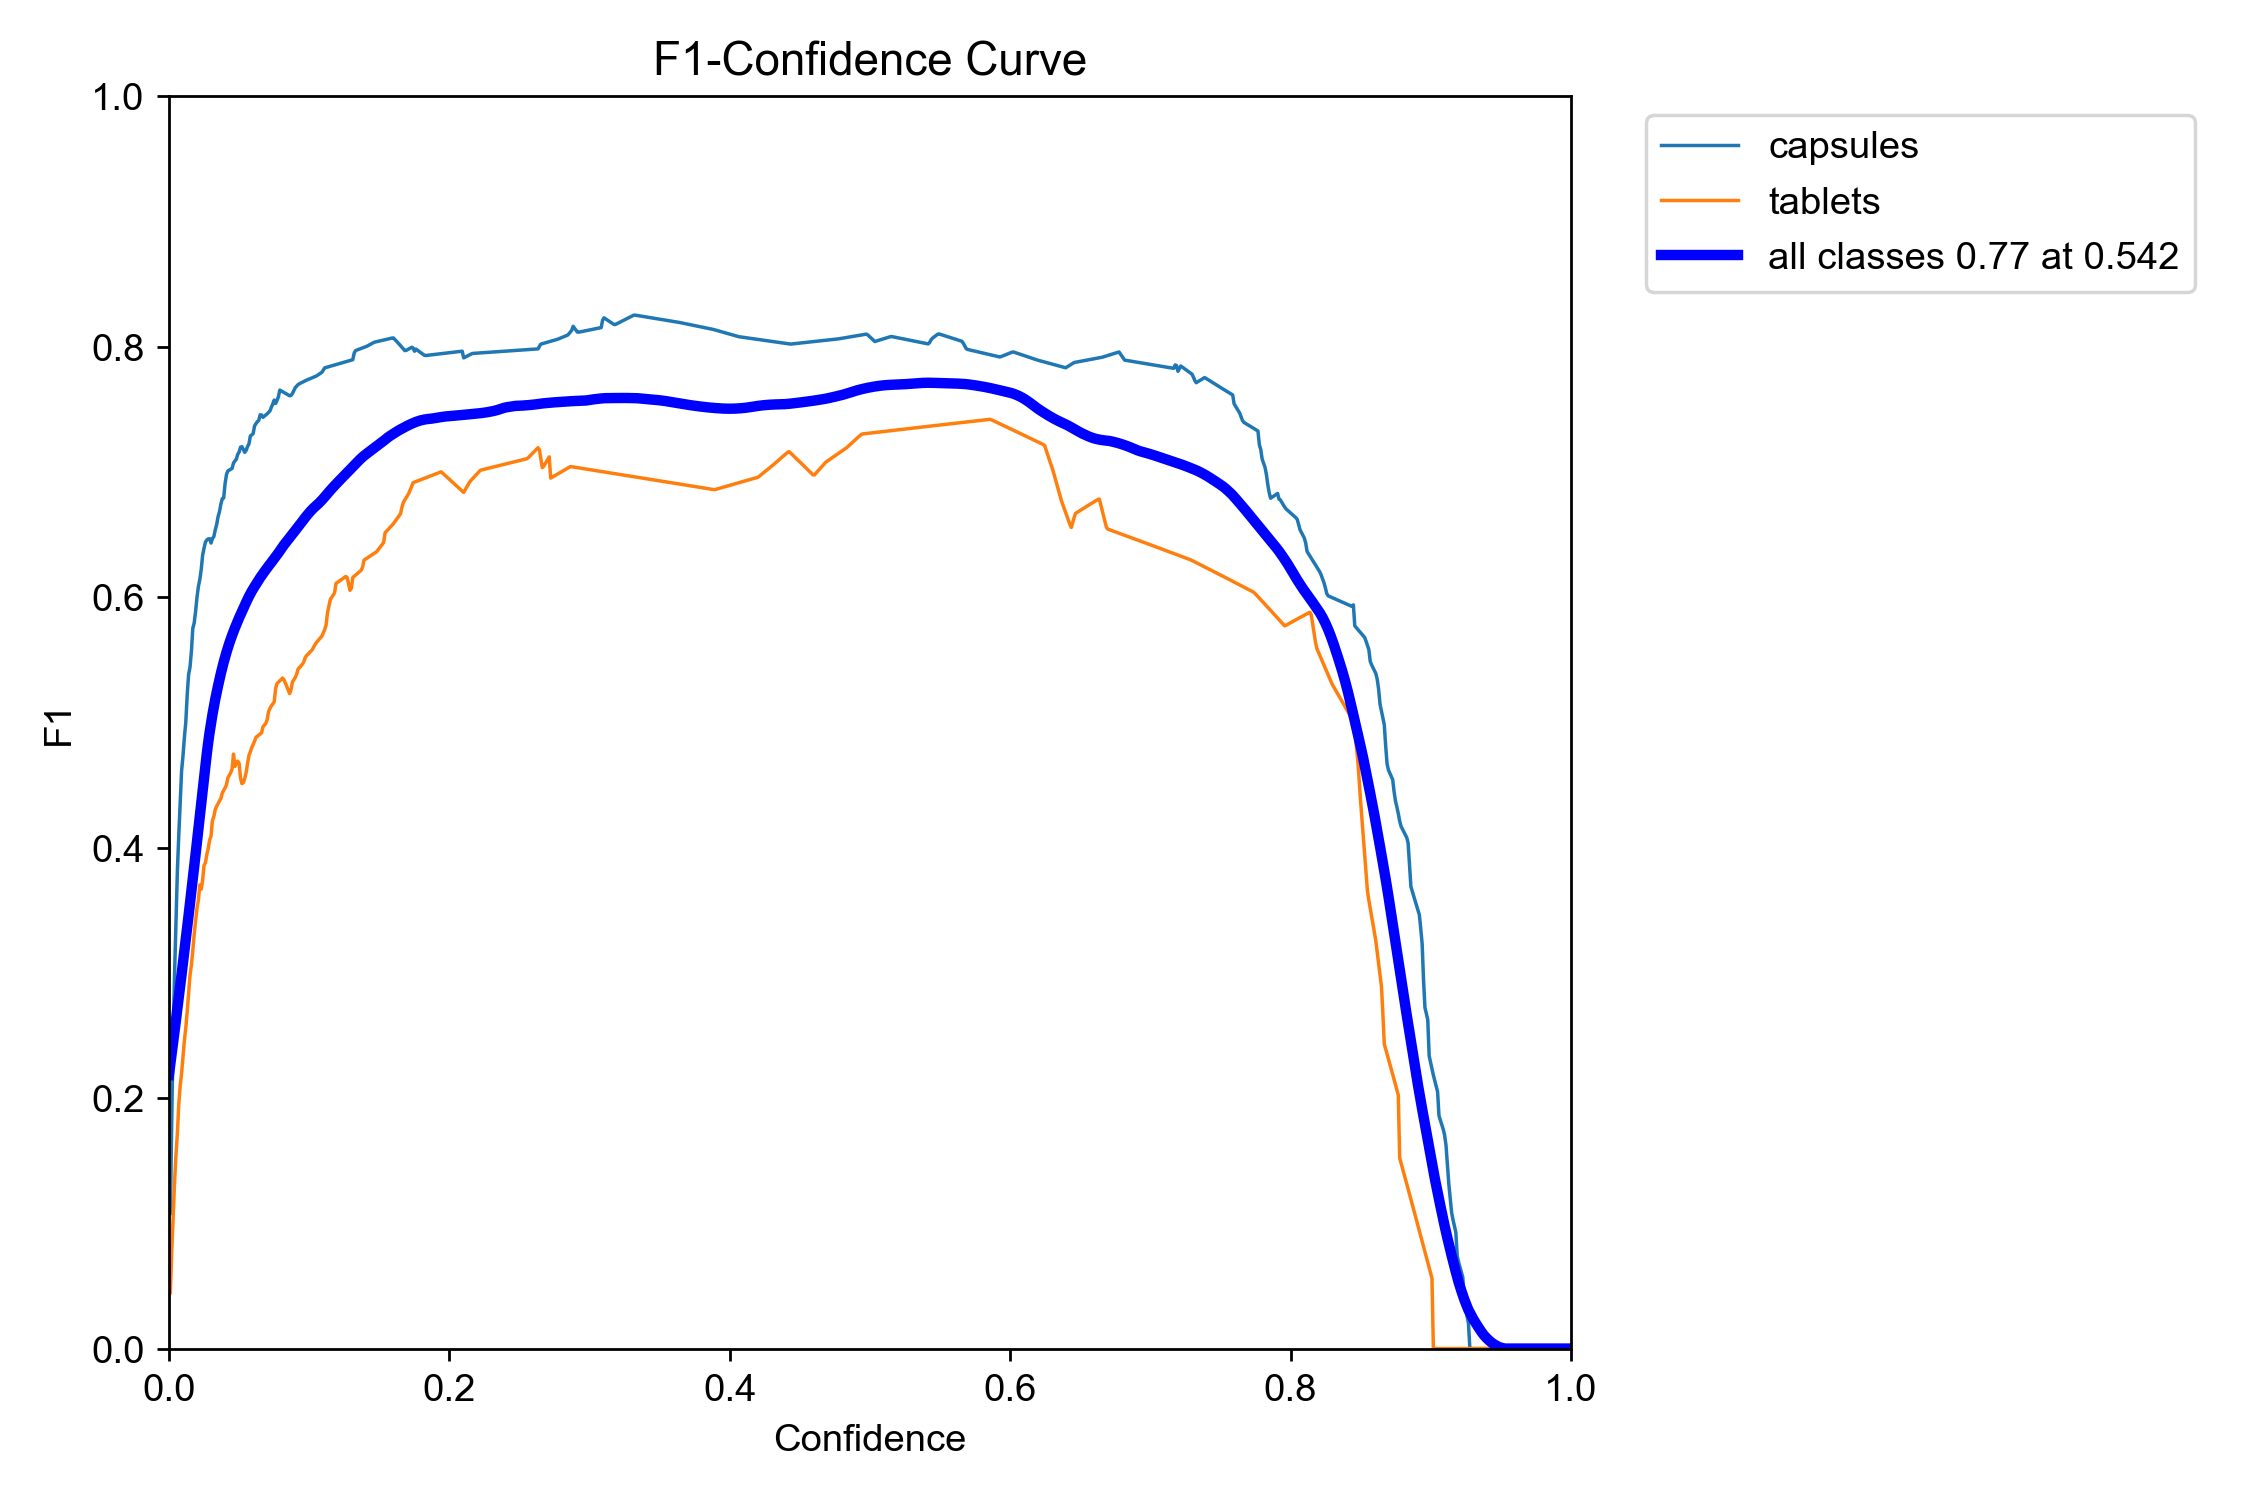 F1-Confidence Curve
1.0
0.8
0.6
0.4
0.2
0.0
F1
0.0 0.2 0.4 0.6 0.8 1.0
Confidence
capsules
tablets
all classes 0.77 at 0.542